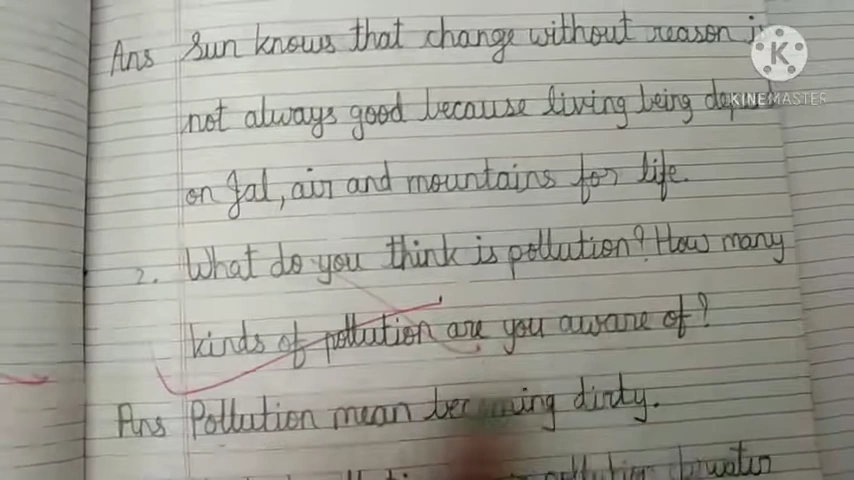 Ans Sun knows that change without reason is
KINEMASTER
not always good because living being
on Jal, air and mountains for life.
2. What do you think is pollution? How many
kinds of pollution are you aware of?
Ans Pollution mean becoming dirty.
pollution water